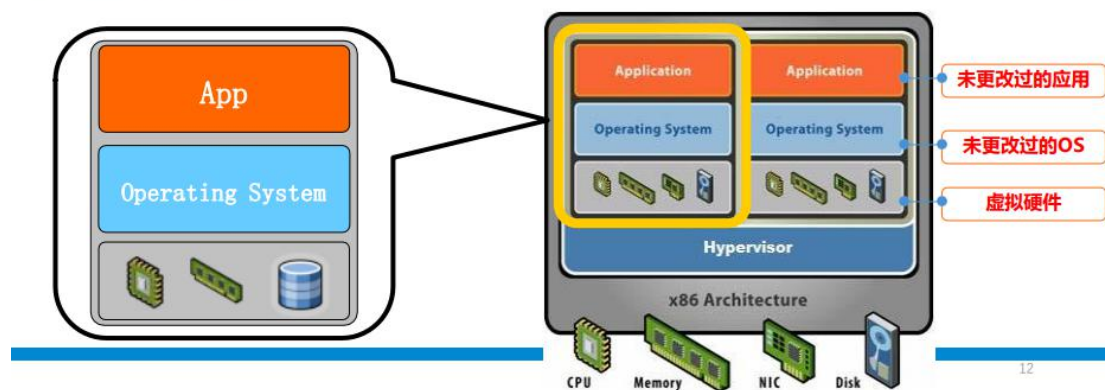 App
Operating System
Application
Application
Operating System
Operating System
Hypervisor
x86 Architecture
CPU
Memory
NIC
Disk
未更改过的应用
未更改过的OS
虚拟硬件
12